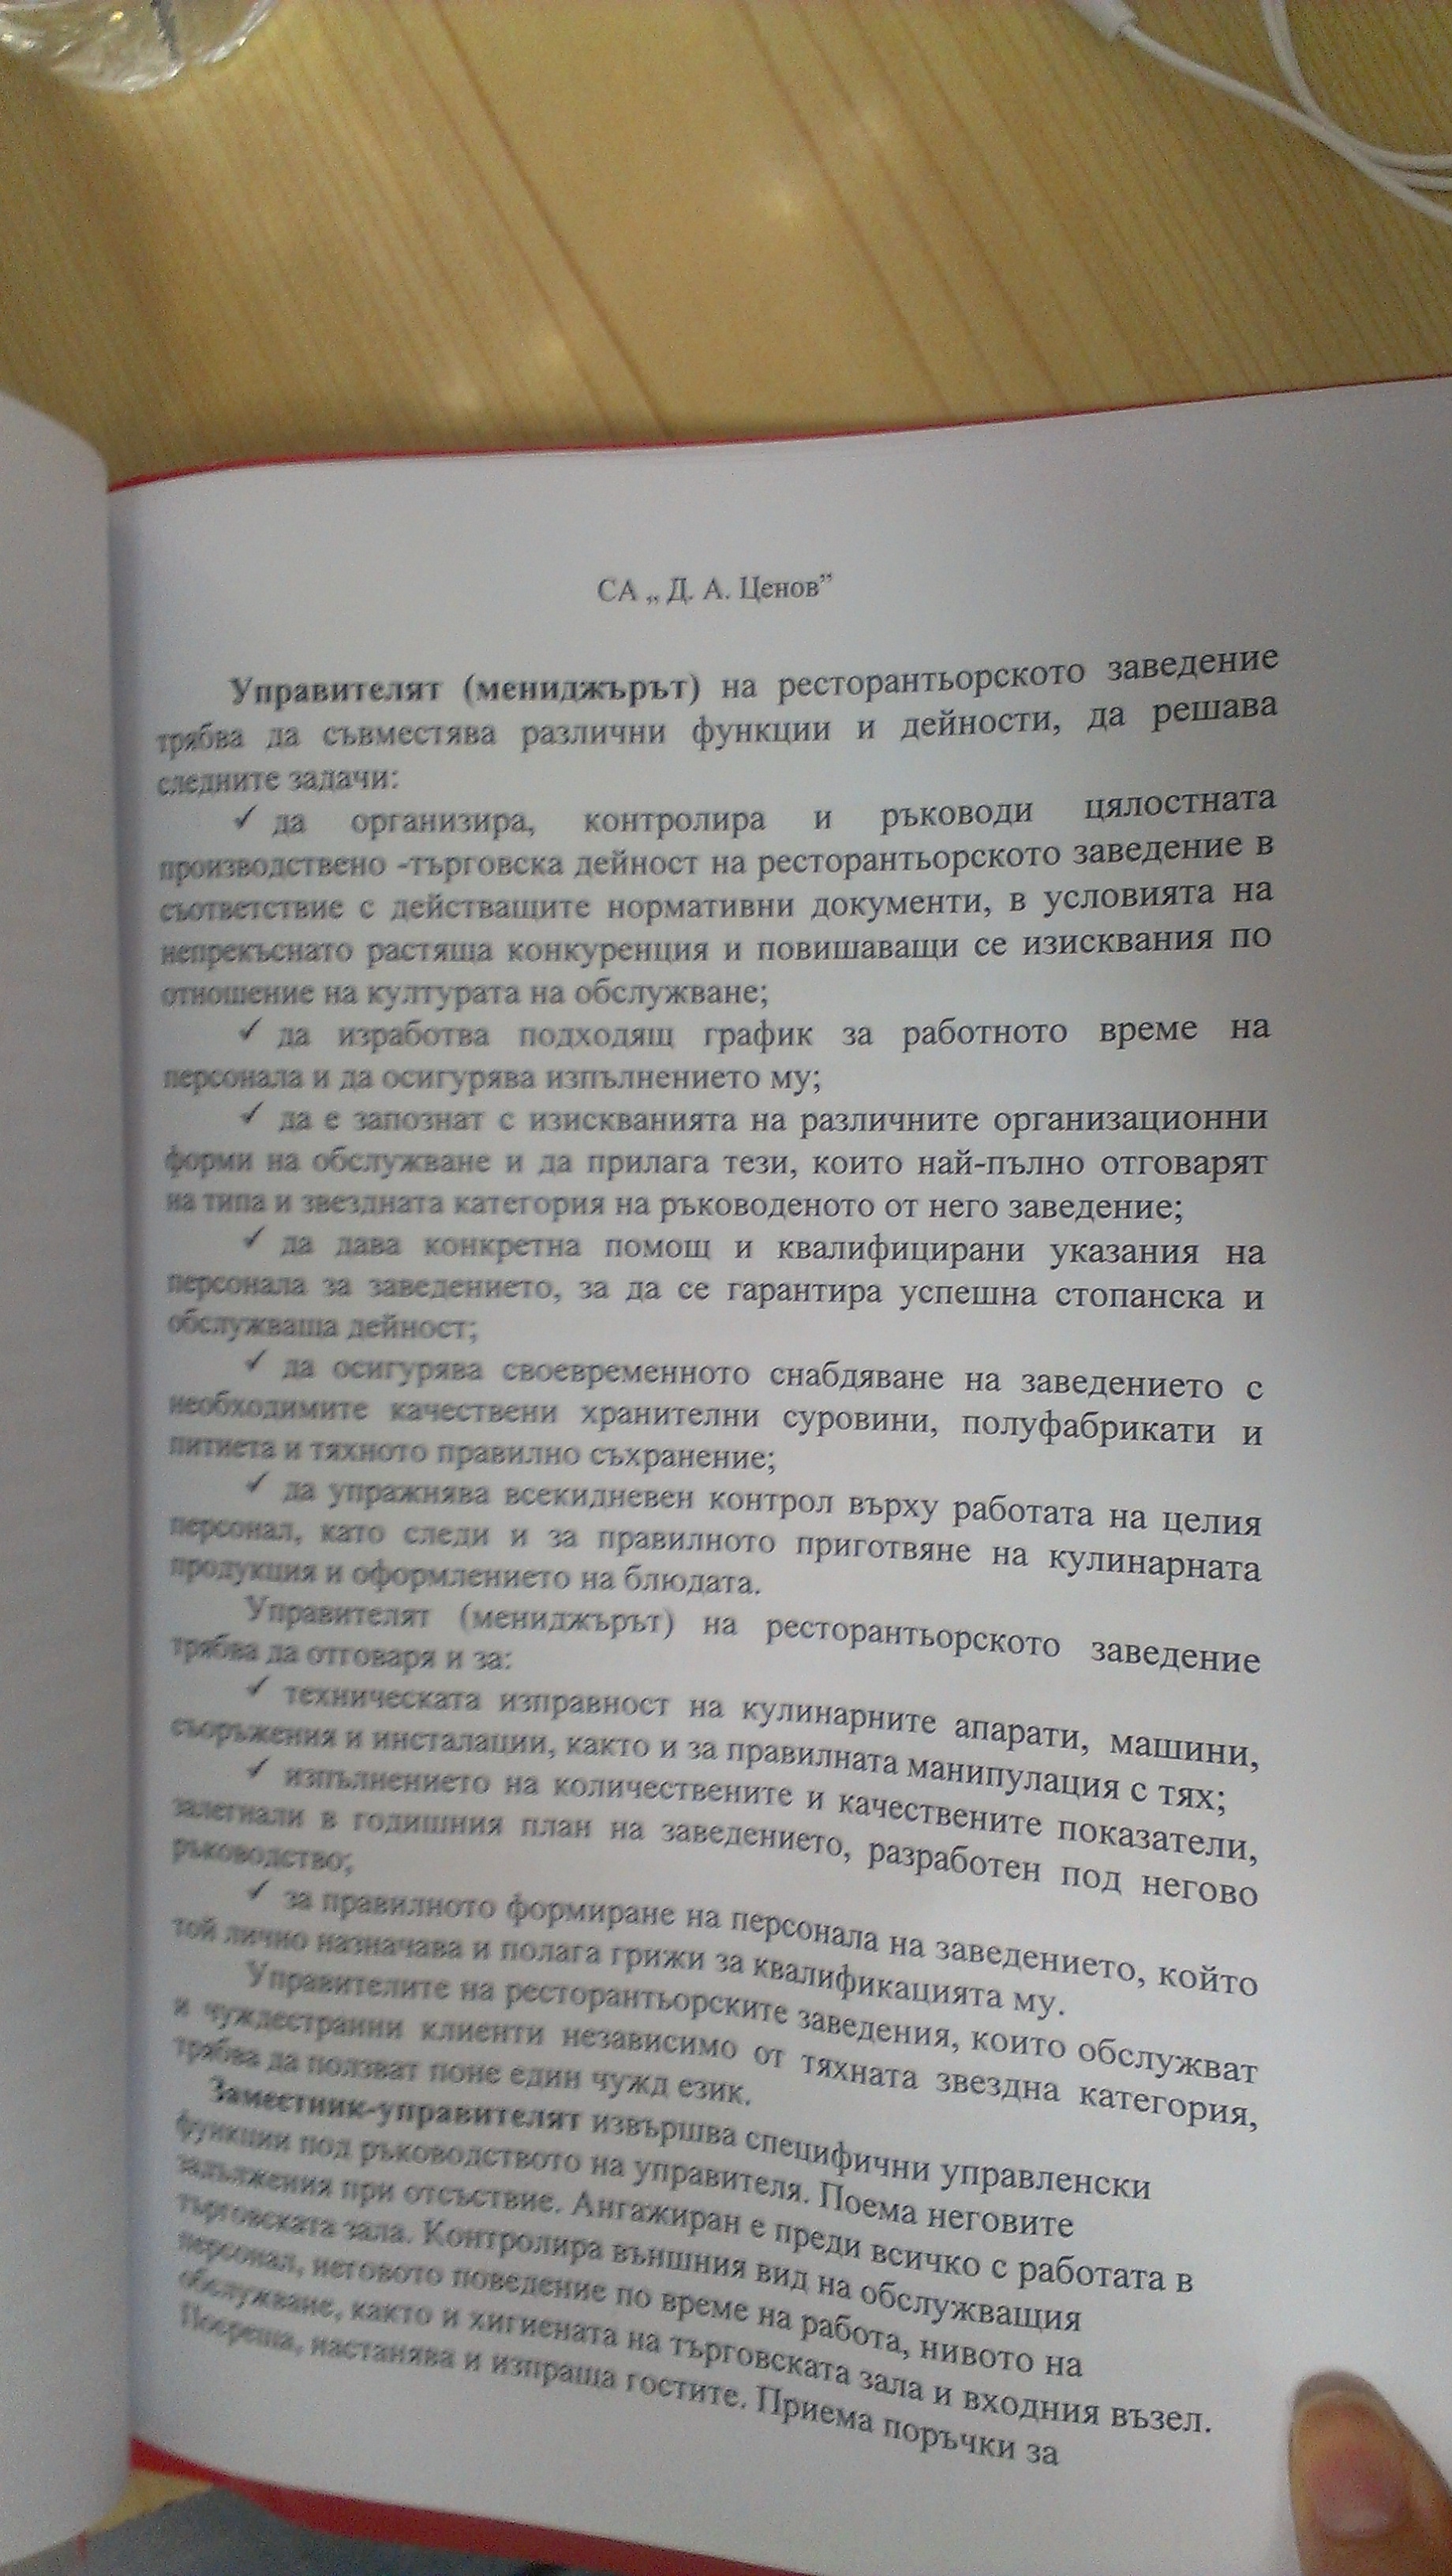 СА „ Д. А. Ценов”
Управителят (мениджърът) на ресторантьорското заведение
трябва да съвместява различни функции и дейности, да решава
следните задачи:
✓ да организира, контролира и ръководи цялостната
производствено -търговска дейност на ресторантьорското заведение в
съответствие с действащите нормативни документи, в условията на
непрекъснато растяща конкуренция и повишаващи се изисквания по
отношение на културата на обслужване;
✓ да изработва подходящ график за работното време на
персонала и да осигурява изпълнението му;
✓ да е запознат с изискванията на различните организационни
форми на обслужване и да прилага тези, които най-пълно отговарят
на типа и звездната категория на ръководеното от него заведение;
✓ да дава конкретна помощ и квалифицирани указания на
персонала за заведението, за да се гарантира успешна стопанска и
обслужваща дейност;
✓ да осигурява своевременното снабдяване на заведението с
необходимите качествени хранителни суровини, полуфабрикати и
питиета и тяхното правилно съхранение;
✓ да упражнява всекидневен контрол върху работата на целия
персонал, като следи и за правилното приготвяне на кулинарната
продукция и оформлението на блюдата.
Управителят (мениджърът) на ресторантьорското заведение
трябва да отговаря и за:
✓ техническата изправност на кулинарните апарати, машини,
съоръжения и инсталации, както и за правилната манипулация с тях;
✓ изпълнението на количествените и качествените показатели,
залегнали в годишния план на заведението, разработен под негово
ръководство;
✓ за правилното формиране на персонала на заведението, който
той лично назначава и полага грижи за квалификацията му.
Управителите на ресторантьорските заведения, които обслужват
и чуждестранни клиенти независимо от тяхната звездна категория,
трябва да ползват поне един чужд език.
Заместник-управителят извършва специфични управленски
функции под ръководството на управителя. Поема неговите
задължения при отсъствие. Ангажиран е преди всичко с работата в
търговската зала. Контролира външния вид на обслужващия
персонал, неговото поведение по време на работа, нивото на
обслужване, както и хигиената на търговската зала и входния възел.
Посреща, настанява и изпраща гостите. Приема поръчки за